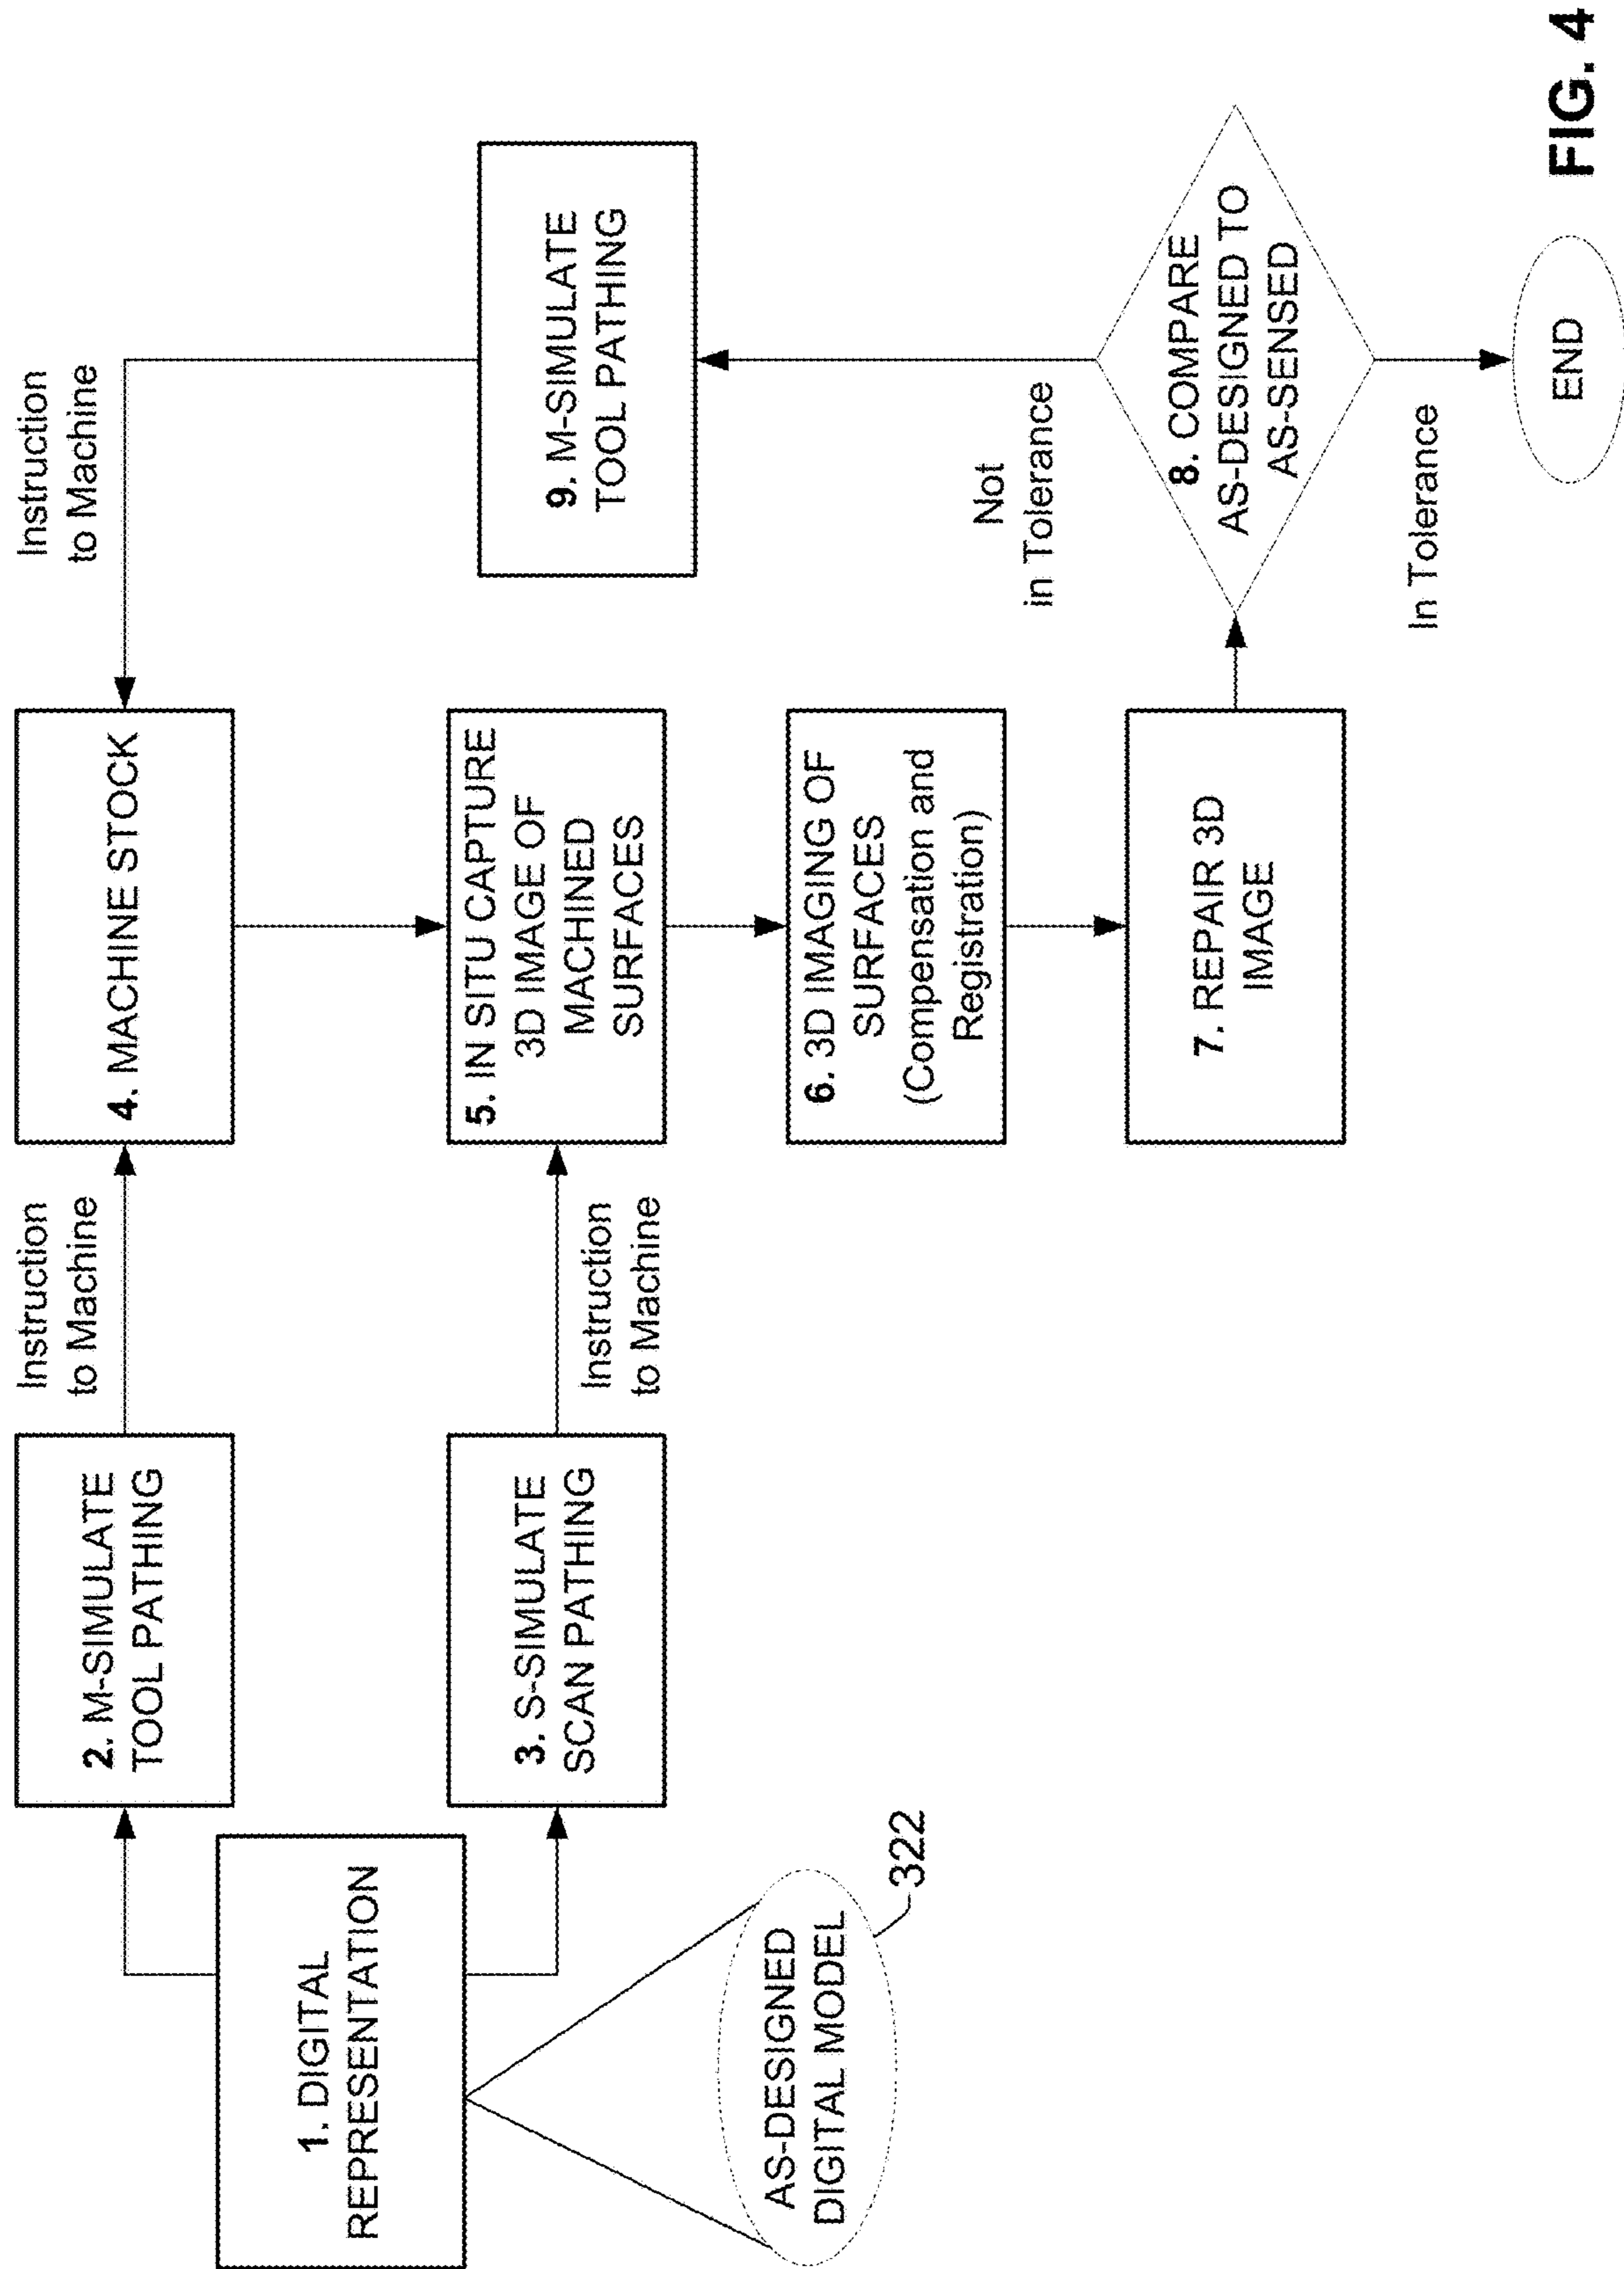 1. DIGITAL
REPRESENTATION
AS-DESIGNED
DIGITAL MODEL
322
2. M-SIMULATE
TOOL PATHING
Instruction
to Machine
3. S-SIMULATE
SCAN PATHING
Instruction
to Machine
4. MACHINE STOCK
5. IN SITU CAPTURE
3D IMAGE OF
MACHINED
SURFACES
6. 3D IMAGING OF
SURFACES
(Compensation and
Registration)
7. REPAIR 3D
IMAGE
8. COMPARE
AS-DESIGNED TO
AS-SENSED
Not
in Tolerance
In Tolerance
9. M-SIMULATE
TOOL PATHING
Instruction
to Machine
END
FIG. 4